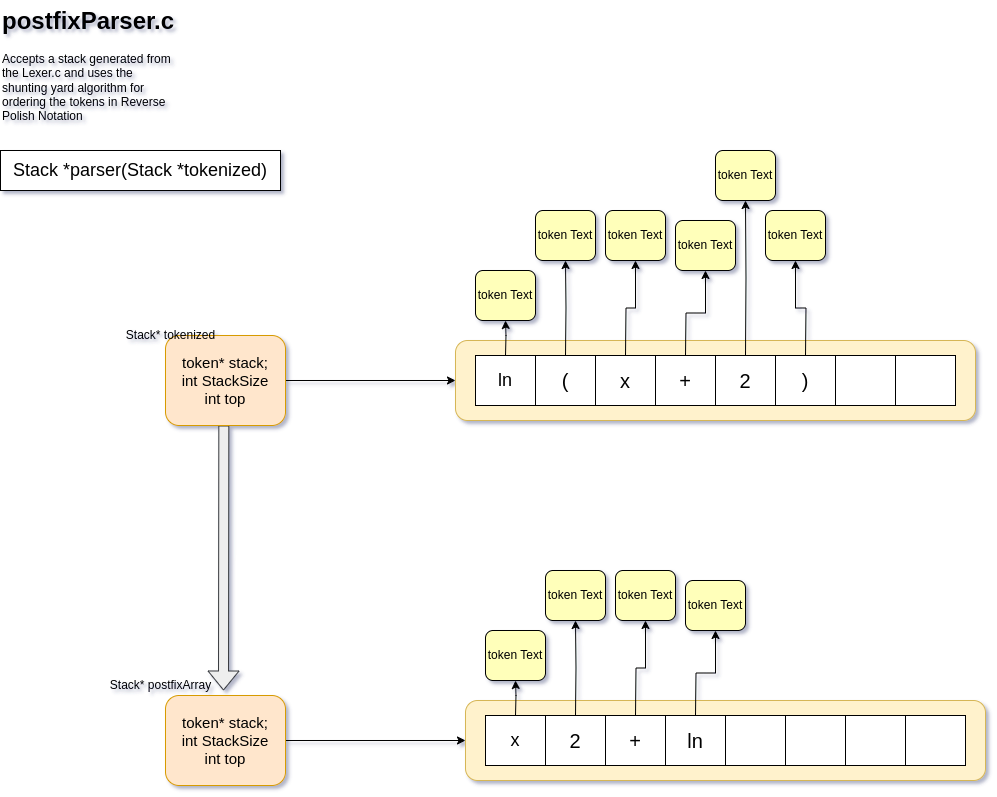 postfixParser.c
Accepts a stack generated from
the Lexer.c and uses the
shunting yard algorithm for
ordering the tokens in Reverse
Polish Notation
Stack *parser(Stack *tokenized)
token Text
token Text
token Text
token Text
token Text
token Text
Stack* tokenized
token* stack;
int StackSize
int top
ln ( x + 2 )
token Text
token Text
token Text
token Text
Stack* postfixArray
token* stack;
int StackSize
int top
x 2 + ln